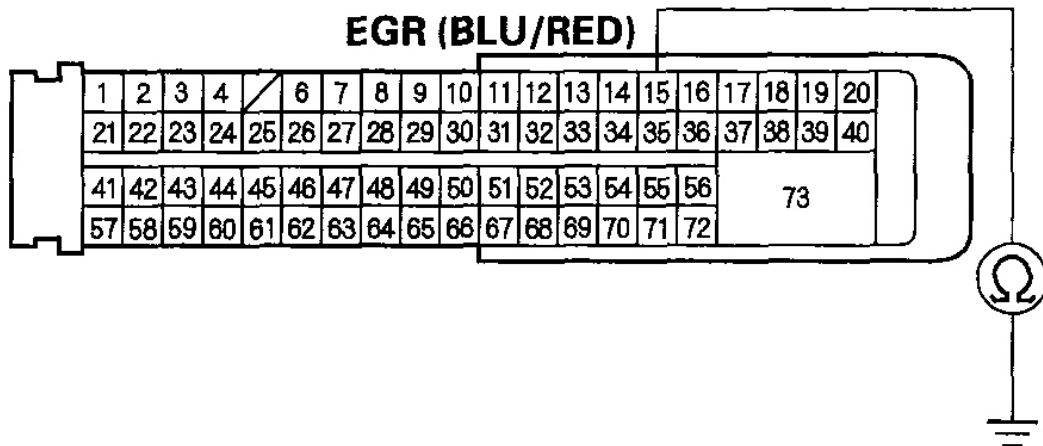 EGR (BLU/RED)
1 2 3 4 6 7 8 9 10 11 12 13 14 15 16 17 18 19 20
21 22 23 24 25 26 27 28 29 30 31 32 33 34 35 36 37 38 39 40
41 42 43 44 45 46 47 48 49 50 51 52 53 54 55 56 73
57 58 59 60 61 62 63 64 65 66 67 68 69 70 71 72
Ω